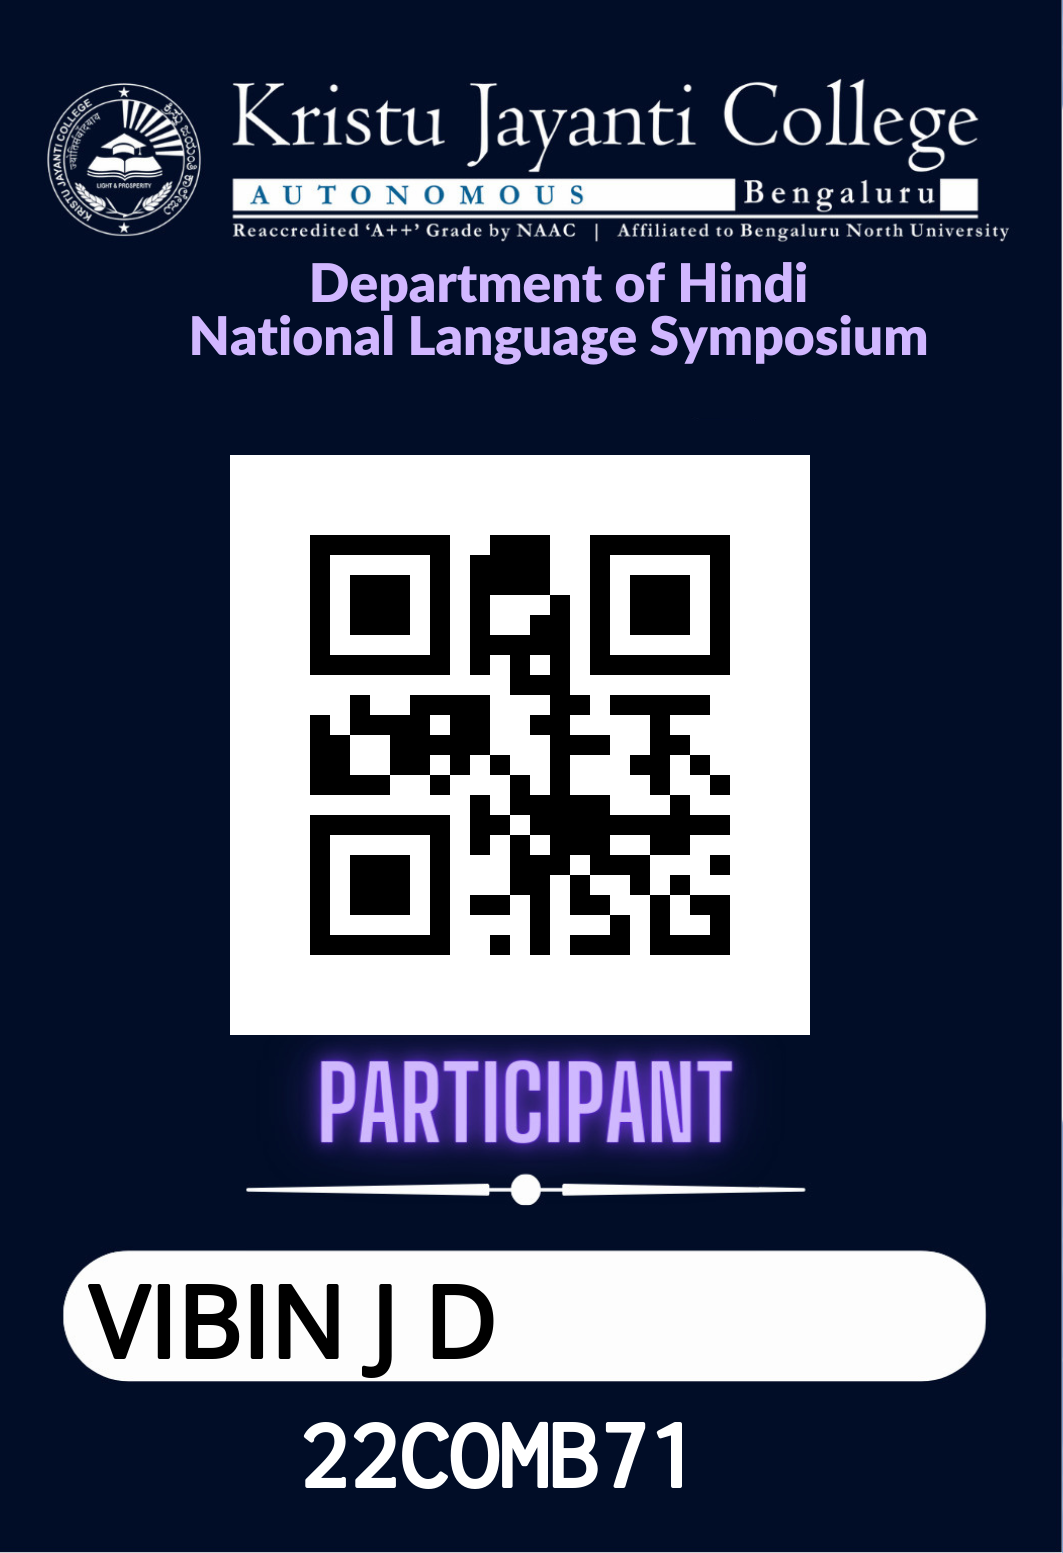 KRISTU JAYANTI COLLEGE
LIGHT & PROSPERITY
Kristu Jayanti College
AUTONOMOUS Bengaluru
Reaccredited ‘A++’ Grade by NAAC | Affiliated to Bengaluru North University
Department of Hindi
National Language Symposium
PARTICIPANT
VIBIN J D
22COMB71